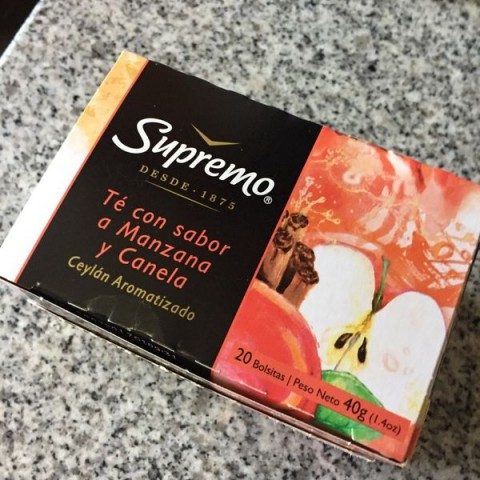 Supremo®
DESDE · 1875
Té con sabor
a Manzana
y Canela
Ceylán Aromatizado
20 Bolsitas | Peso Neto 40g (1.4oz)